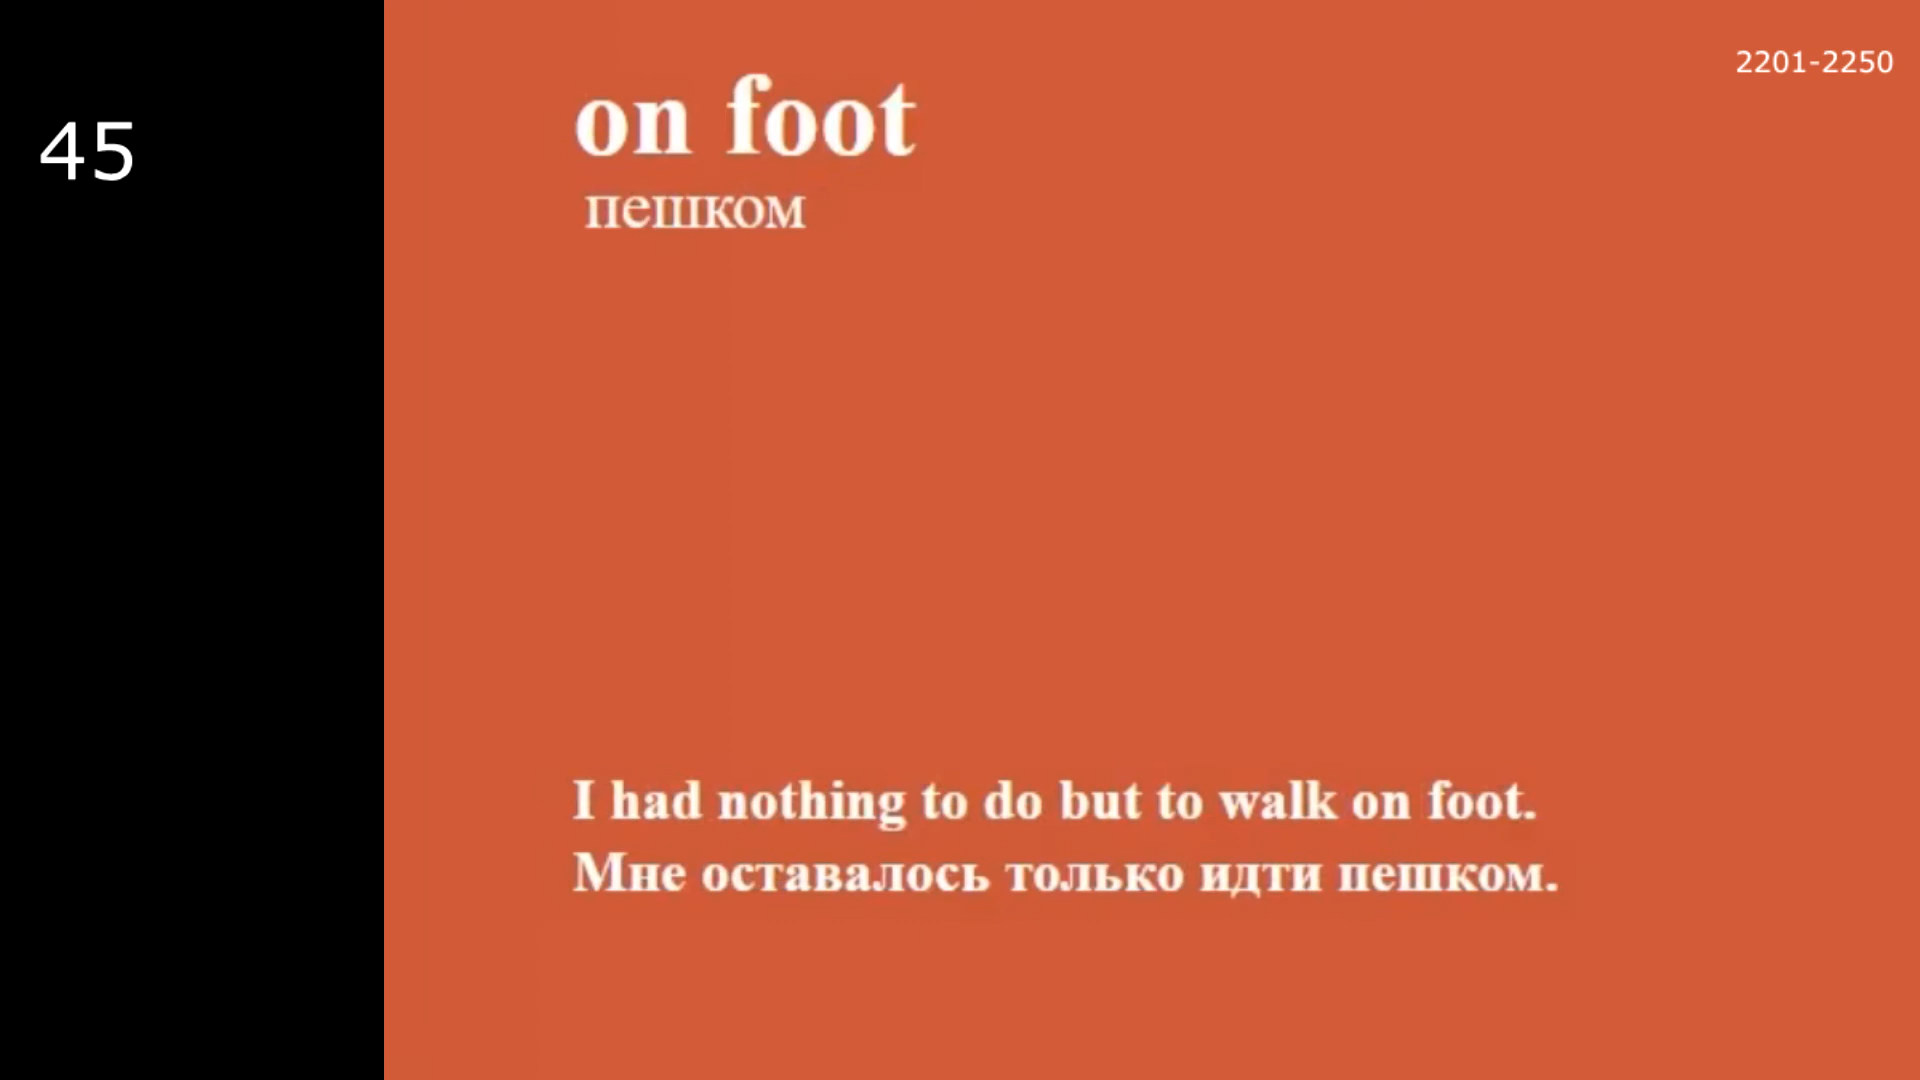 45
2201-2250
on foot
пешком
I had nothing to do but to walk on foot.
Мне оставалось только идти пешком.